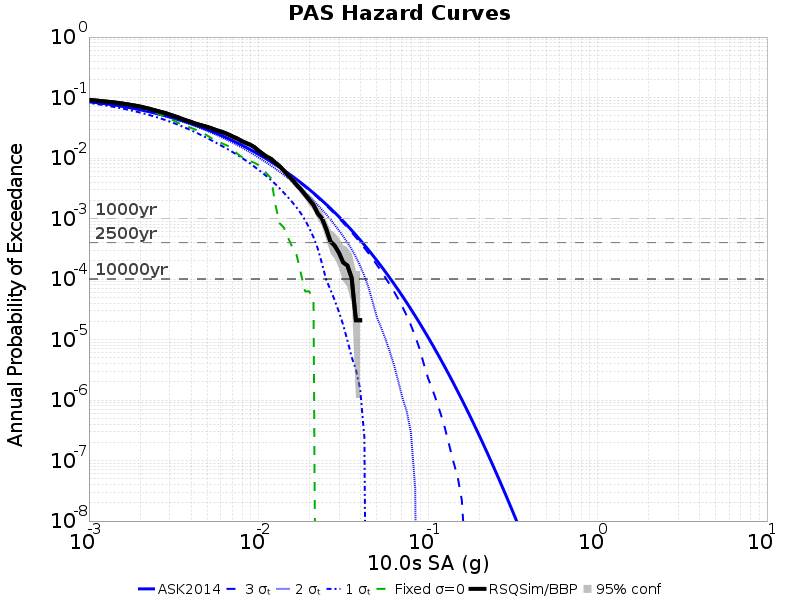 PAS Hazard Curves
Annual Probability of Exceedance
10^0
10^-1
10^-2
10^-3
10^-4
10^-5
10^-6
10^-7
10^-8
1000yr
2500yr
10000yr
10^-3 10^-2 10^-1 10^0 10^1
10.0s SA (g)
ASK2014 3 σₜ 2 σₜ 1 σₜ Fixed σ=0 RSQSim/BBP 95% conf